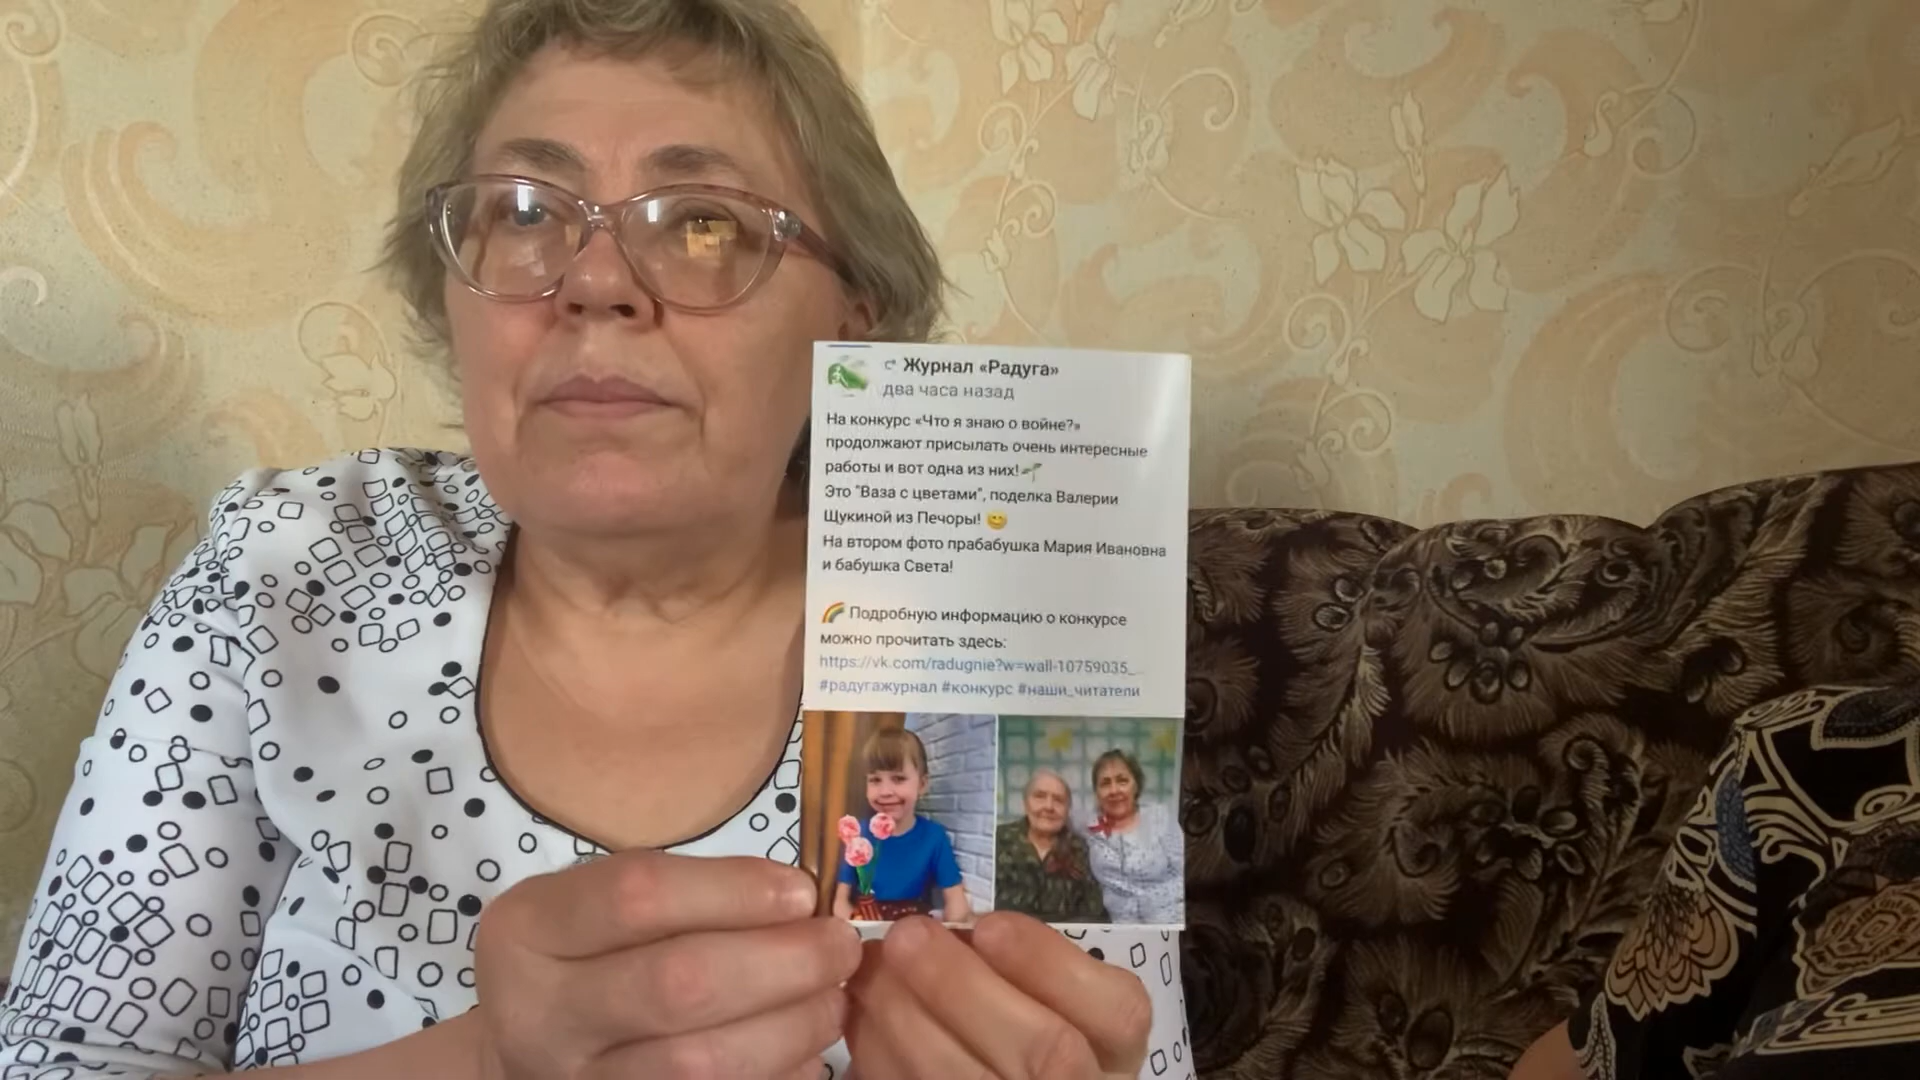 Журнал «Радуга»
два часа назад
На конкурс «Что я знаю о войне?»
продолжают присылать очень интересные
работы и вот одна из них!
Это "Ваза с цветами", поделка Валерии
Щукиной из Печоры!
На втором фото прабабушка Мария Ивановна
и бабушка Света!
Подробную информацию о конкурсе
можно прочитать здесь:
https://vk.com/radugnie?w=wall-10759035_...
#радугажурнал #конкурс #наши_читатели